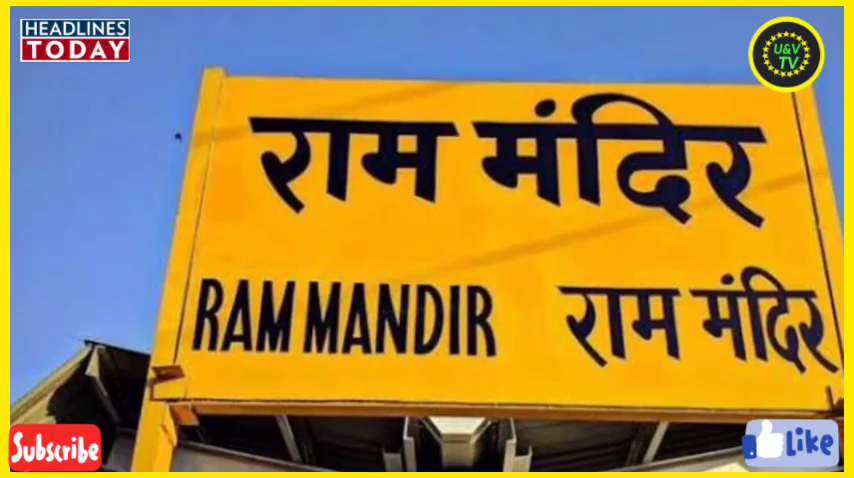 HEADLINES
TODAY
U&V
TV
राम मंदिर
RAM MANDIR राम मंदिर
Subscribe
Like